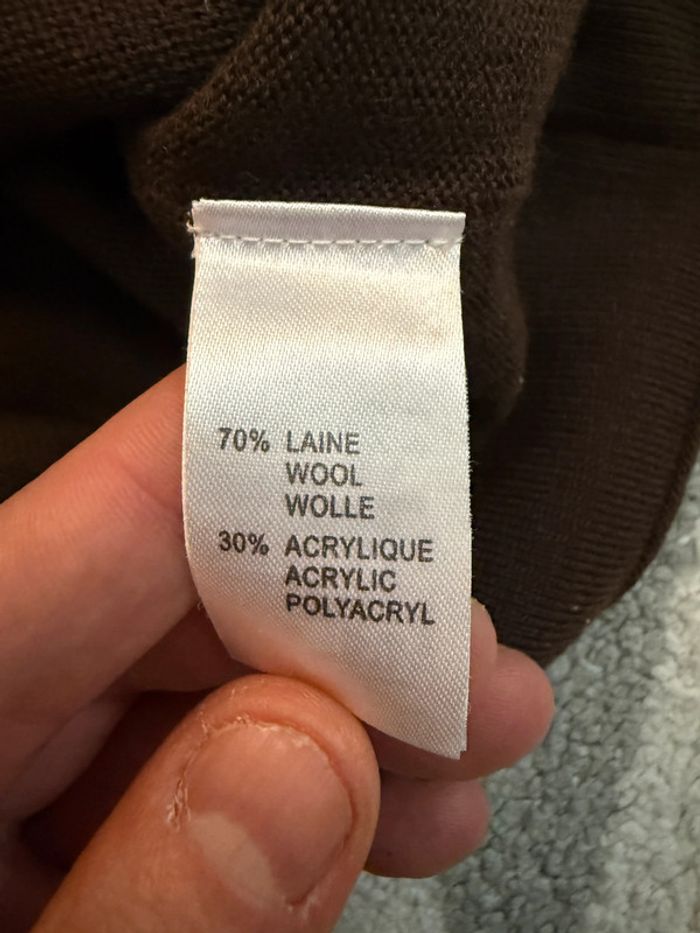 70% LAINE
WOOL
WOLLE
30% ACRYLIQUE
ACRYLIC
POLYACRYL